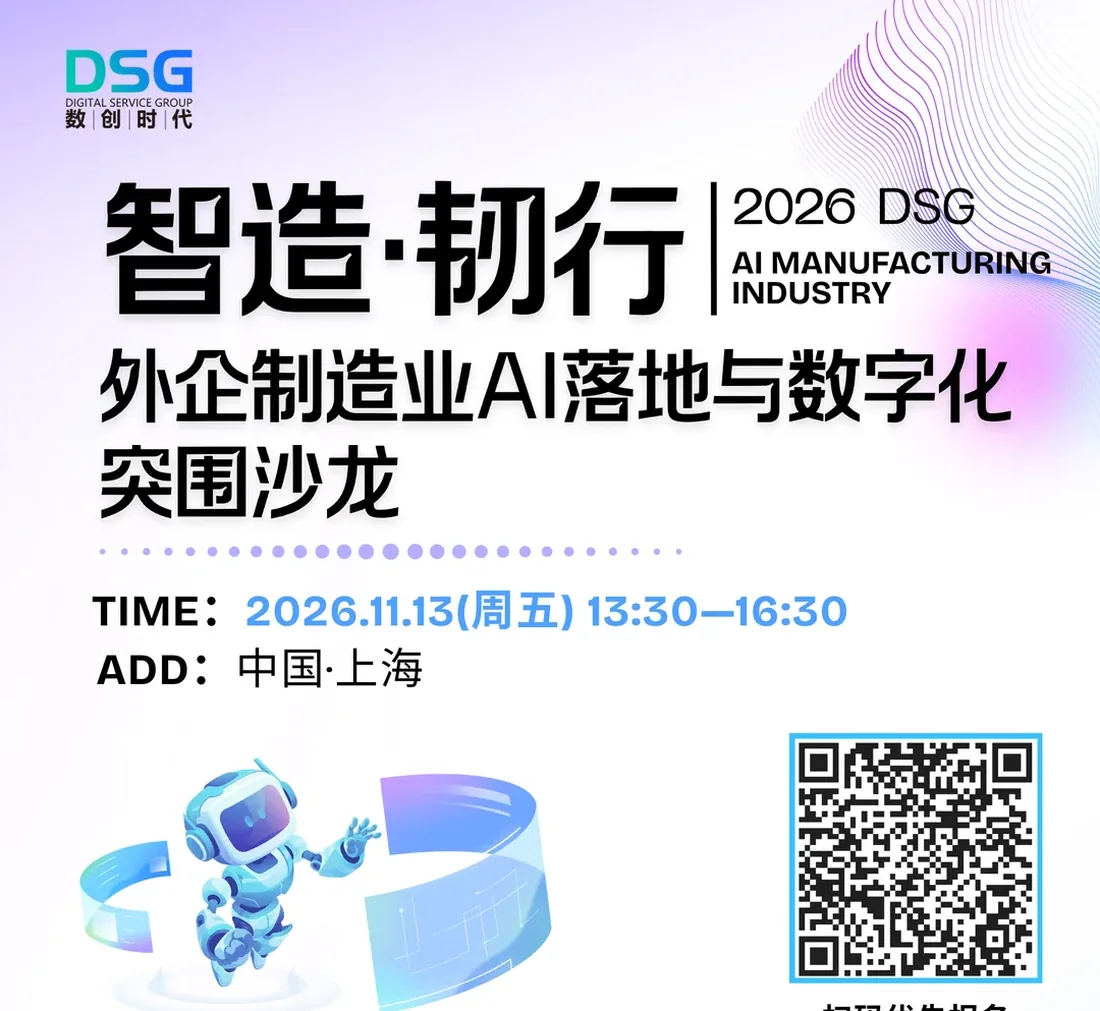 DSG
DIGITAL SERVICE GROUP
数|创|时|代
智造·韧行
2026 DSG
AI MANUFACTURING
INDUSTRY
外企制造业AI落地与数字化
突围沙龙
TIME：2026.11.13(周五) 13:30—16:30
ADD：中国·上海